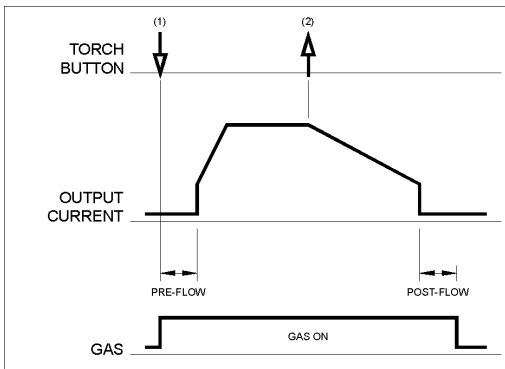 (1)
(2)
TORCH
BUTTON
OUTPUT
CURRENT
PRE-FLOW
POST-FLOW
GAS ON
GAS